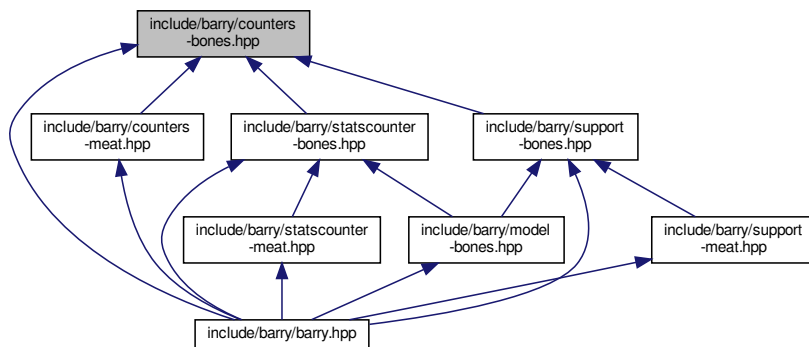 include/barry/counters
-bones.hpp
include/barry/counters
-meat.hpp
include/barry/statscounter
-bones.hpp
include/barry/support
-bones.hpp
include/barry/statscounter
-meat.hpp
include/barry/model
-bones.hpp
include/barry/support
-meat.hpp
include/barry/barry.hpp